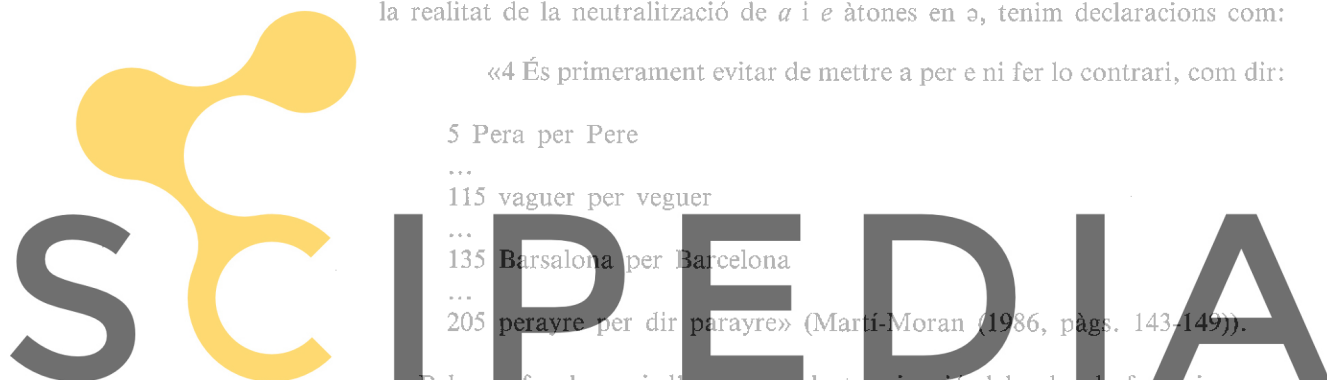 la realitat de la neutralització de a i e àtones en ə, tenim declaracions com:
«4 És primerament evitar de mettre a per e ni fer lo contrari, com dir:
5 Pera per Pere
...
115 vaguer per veguer
...
135 Barsalona per Barcelona
...
205 perayre per dir parayre» (Martí-Moran (1986, pàgs. 143-149)).
SCIPEDIA